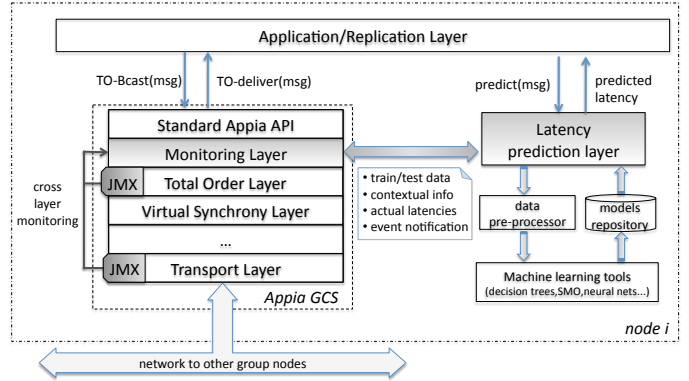 Application/Replication Layer
TO-Bcast(msg)
TO-deliver(msg)
predict(msg)
predicted
latency
Standard Appia API
Monitoring Layer
JMX
Total Order Layer
Virtual Synchrony Layer
...
JMX
Transport Layer
Appia GCS
cross
layer
monitoring
• train/test data
• contextual info
• actual latencies
• event notification
Latency
prediction layer
data
pre-processor
models
repository
Machine learning tools
(decision trees,SMO,neural nets...)
node i
network to other group nodes